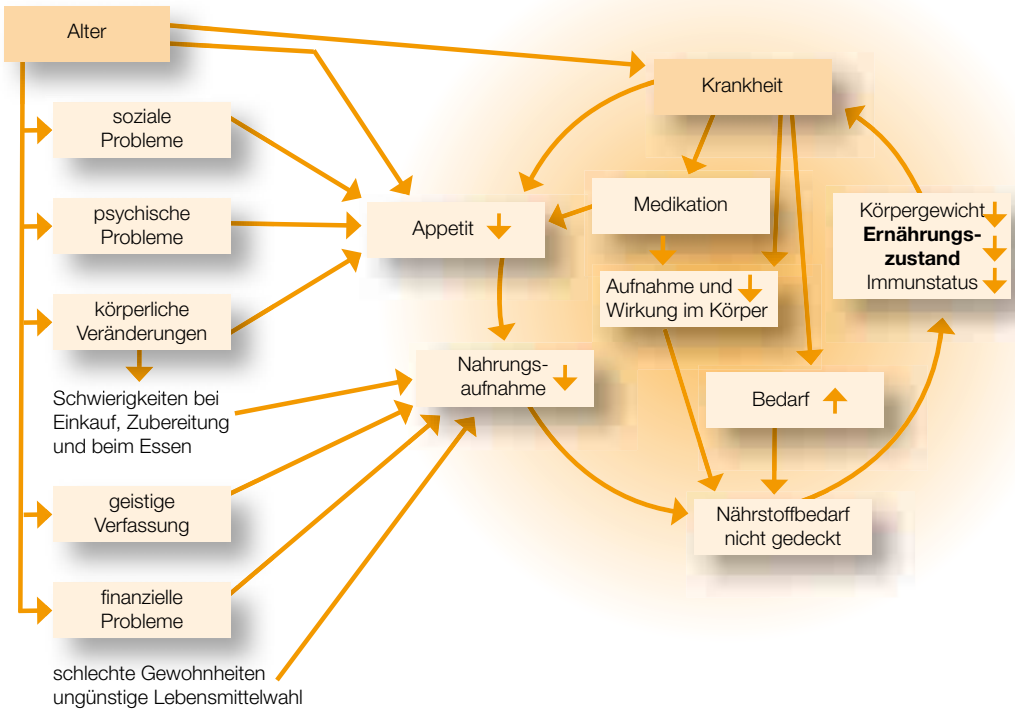 Alter
Krankheit
soziale
Probleme
psychische
Probleme
körperliche
Veränderungen
Schwierigkeiten bei
Einkauf, Zubereitung
und beim Essen
geistige
Verfassung
finanzielle
Probleme
schlechte Gewohnheiten
ungünstige Lebensmittelwahl
Appetit
Nahrungs-
aufnahme
Medikation
Aufnahme und
Wirkung im Körper
Bedarf
Nährstoffbedarf
nicht gedeckt
Körpergewicht
Ernährungs-
zustand
Immunstatus